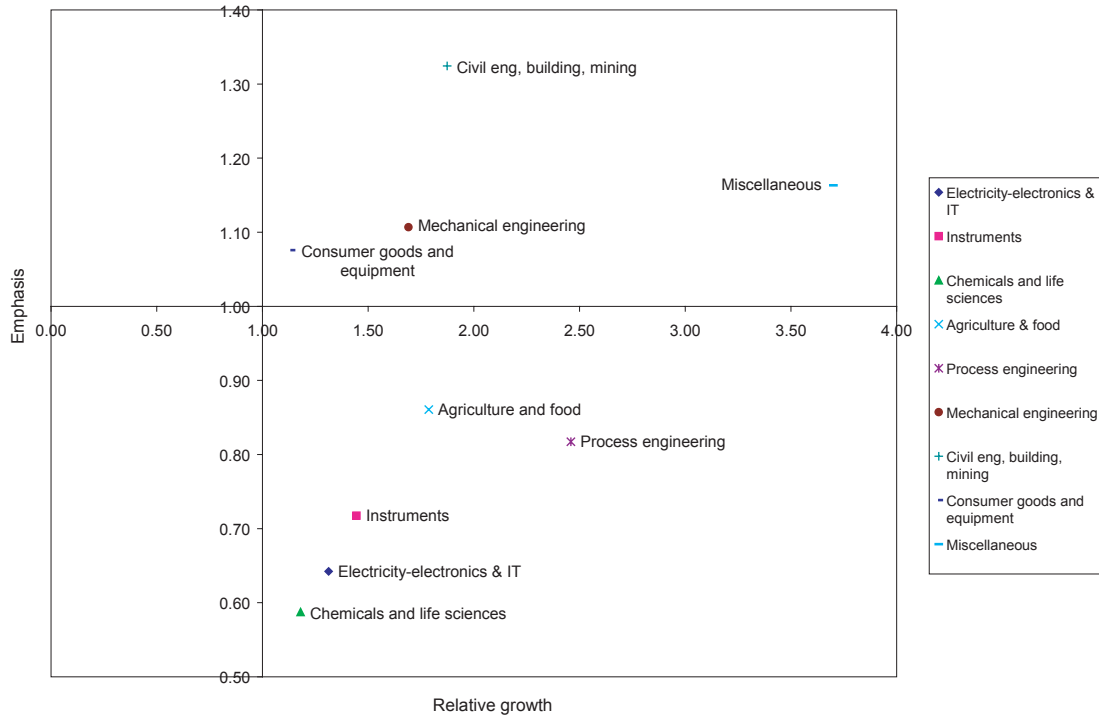 1.40
Civil eng, building, mining
1.30
1.20
Miscellaneous
Mechanical engineering
1.10
Consumer goods and
equipment
1.00
0.00 0.50 1.00 1.50 2.00 2.50 3.00 3.50 4.00
Emphasis
0.90
Agriculture and food
Process engineering
0.80
Instruments
0.70
Electricity-electronics & IT
0.60
Chemicals and life sciences
0.50
Relative growth
Electricity-electronics &
IT
Instruments
Chemicals and life
sciences
Agriculture & food
Process engineering
Mechanical engineering
Civil eng, building,
mining
Consumer goods and
equipment
Miscellaneous